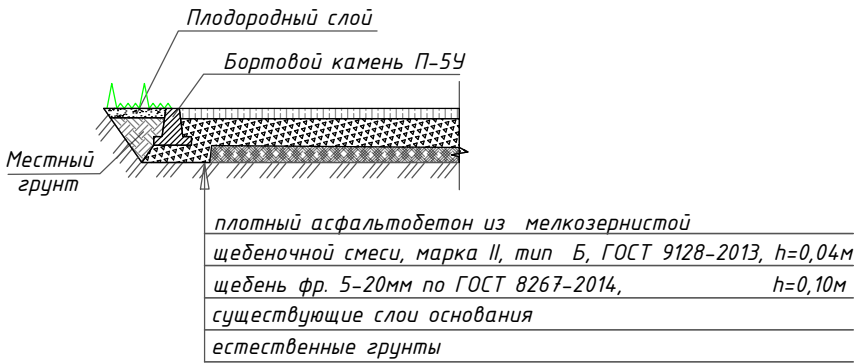 Плодородный слой
Бортовой камень П-5У
Местный
грунт
плотный асфальтобетон из мелкозернистой
щебеночной смеси, марка II, тип Б, ГОСТ 9128-2013, h=0,04м
щебень фр. 5-20мм по ГОСТ 8267-2014, h=0,10м
существующие слои основания
естественные грунты